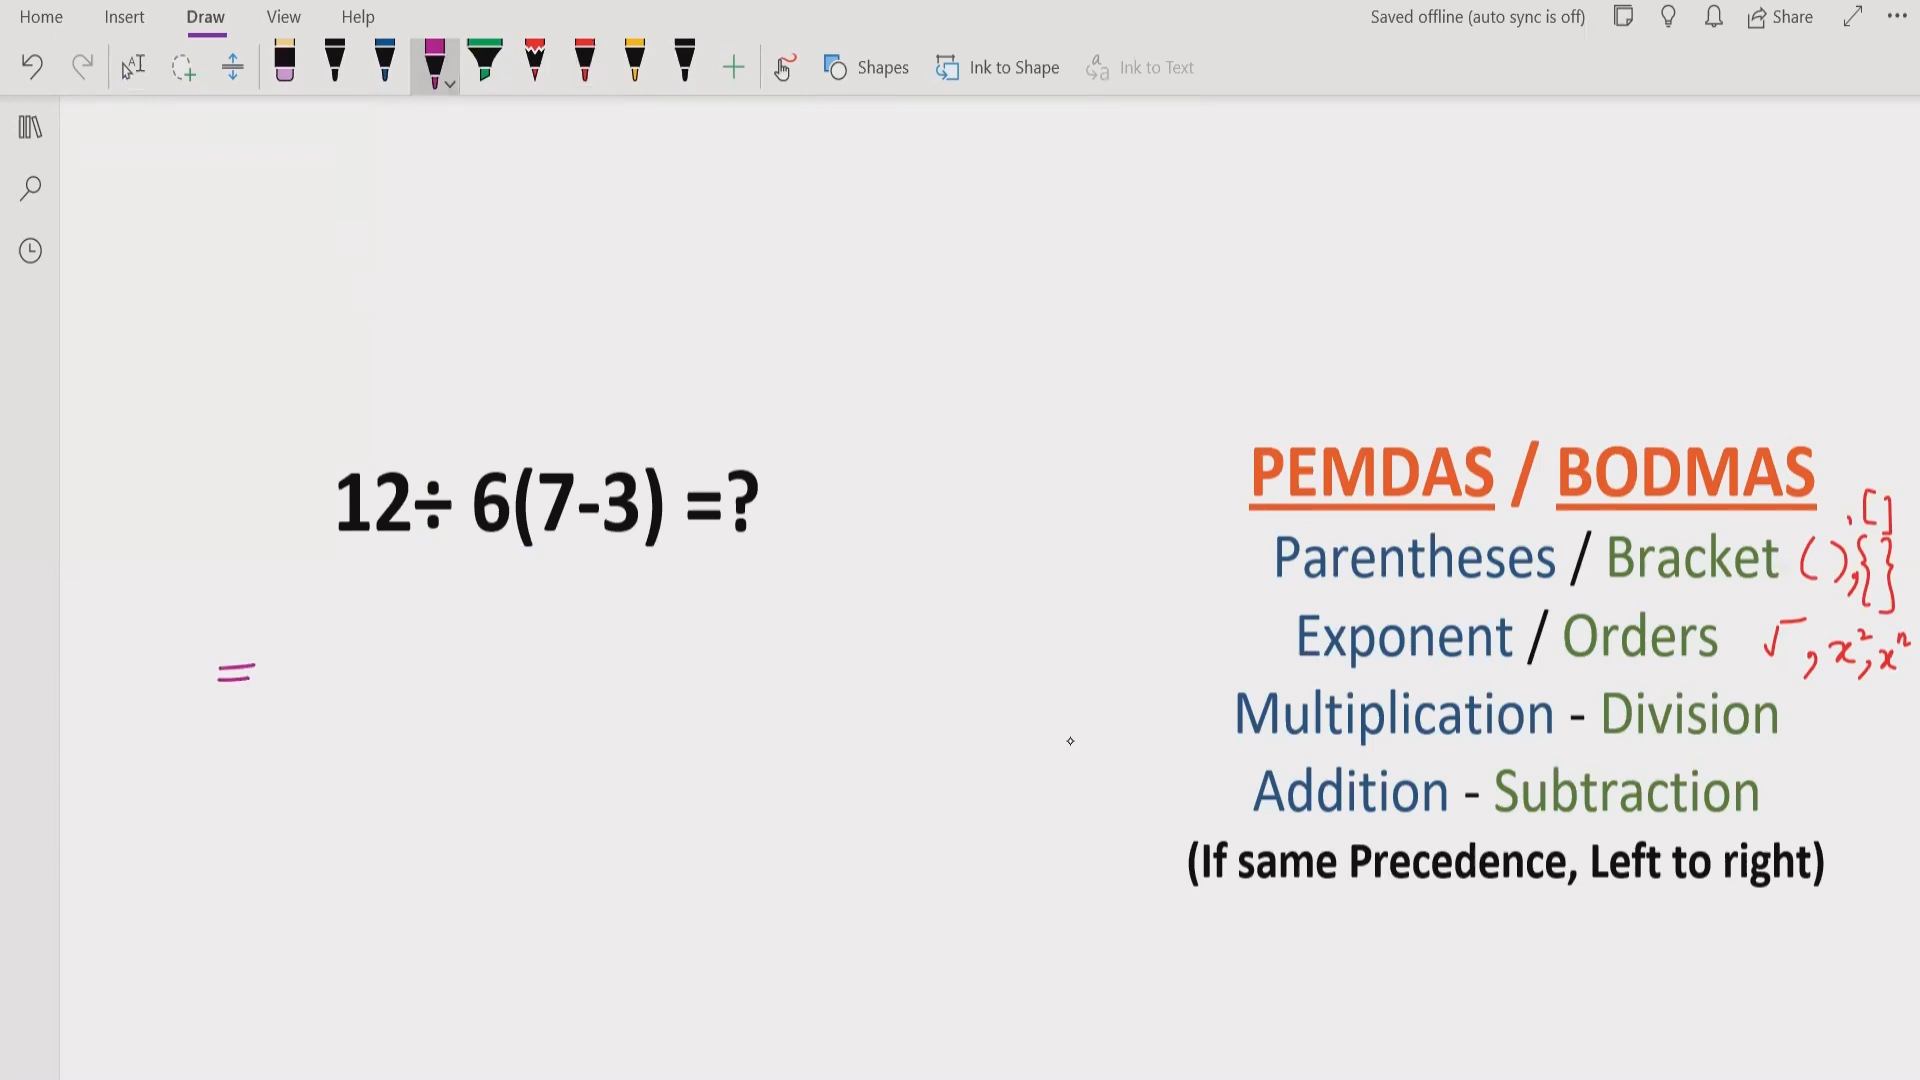 Home Insert Draw View Help Saved offline (auto sync is off) Share
Shapes Ink to Shape Ink to Text
12÷ 6(7-3) =?
=
PEMDAS / BODMAS
Parentheses / Bracket ( ), { } , [ ]
Exponent / Orders √ , x², xⁿ
Multiplication - Division
Addition - Subtraction
(If same Precedence, Left to right)